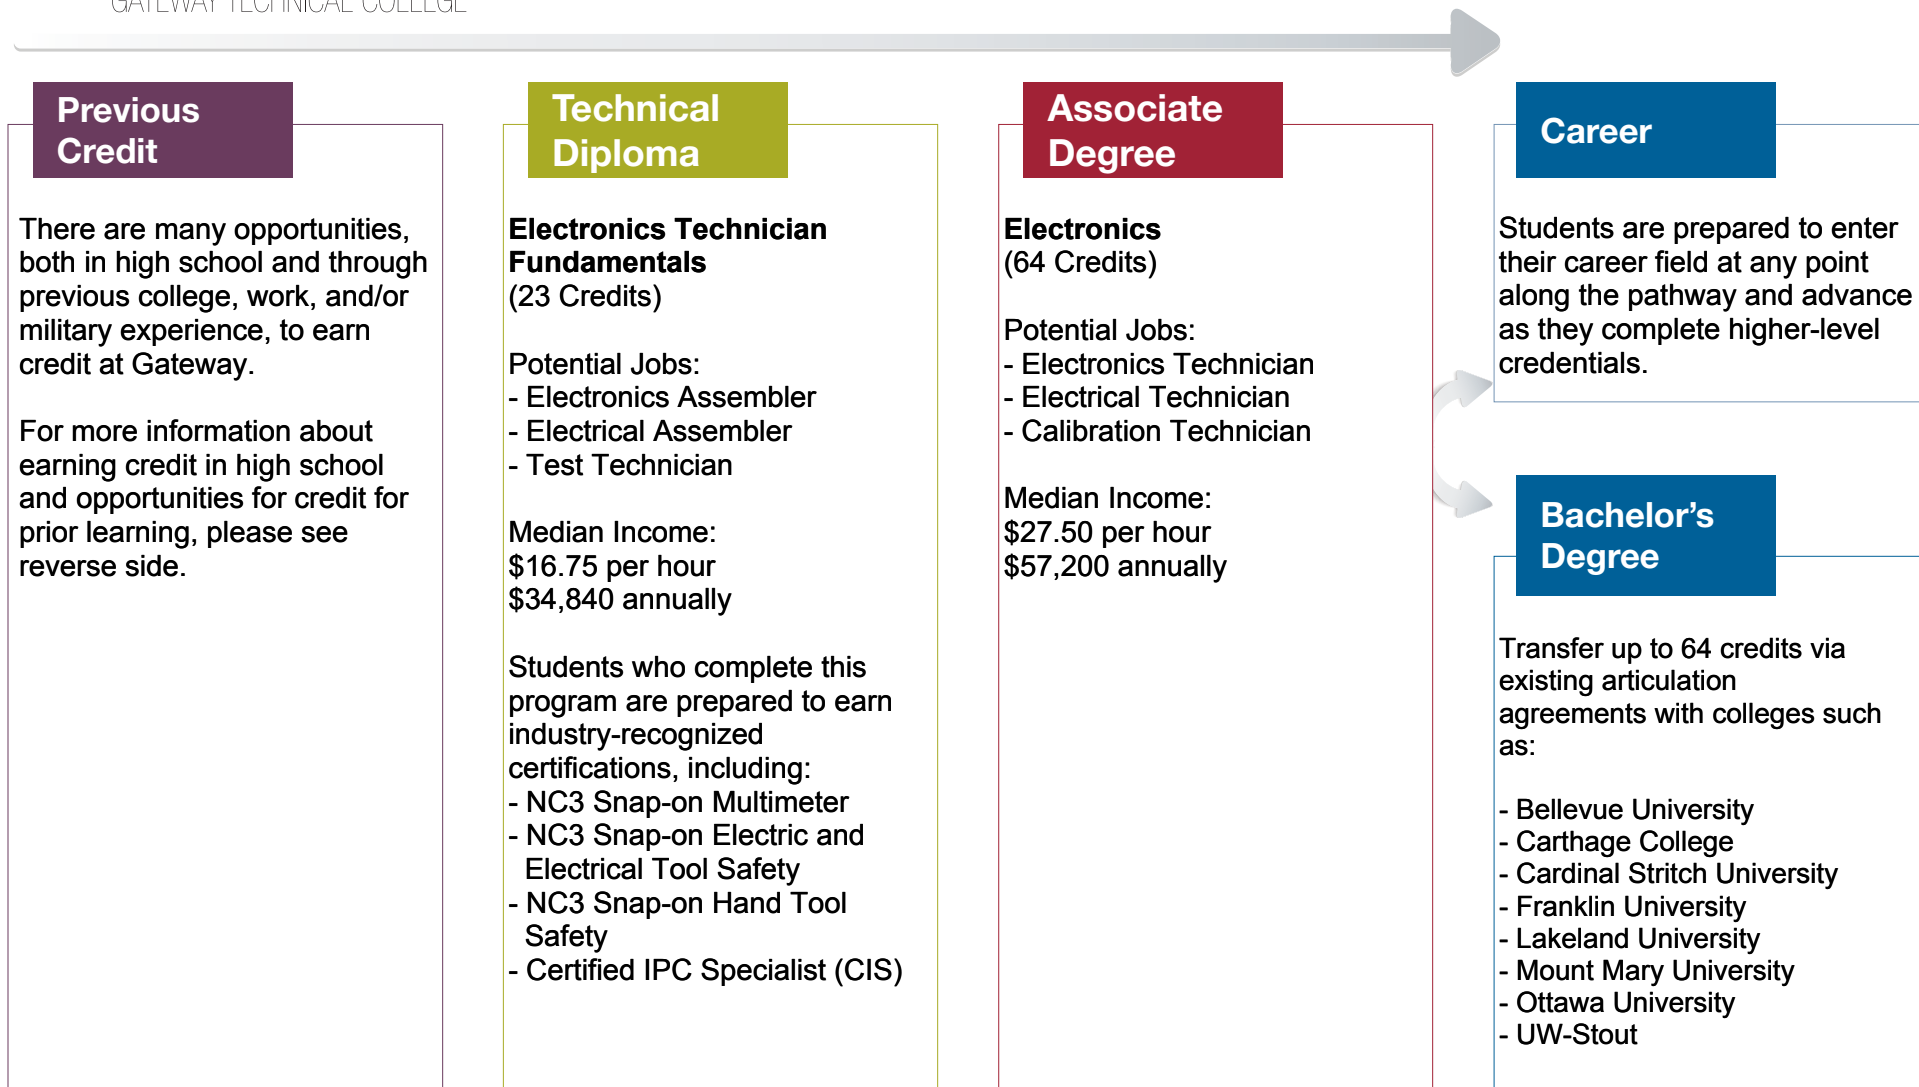 GATEWAY TECHNICAL COLLEGE
Previous
Credit
There are many opportunities,
both in high school and through
previous college, work, and/or
military experience, to earn
credit at Gateway.
For more information about
earning credit in high school
and opportunities for credit for
prior learning, please see
reverse side.
Technical
Diploma
Electronics Technician
Fundamentals
(23 Credits)
Potential Jobs:
- Electronics Assembler
- Electrical Assembler
- Test Technician
Median Income:
$16.75 per hour
$34,840 annually
Students who complete this
program are prepared to earn
industry-recognized
certifications, including:
- NC3 Snap-on Multimeter
- NC3 Snap-on Electric and
Electrical Tool Safety
- NC3 Snap-on Hand Tool
Safety
- Certified IPC Specialist (CIS)
Associate
Degree
Electronics
(64 Credits)
Potential Jobs:
- Electronics Technician
- Electrical Technician
- Calibration Technician
Median Income:
$27.50 per hour
$57,200 annually
Career
Students are prepared to enter
their career field at any point
along the pathway and advance
as they complete higher-level
credentials.
Bachelor’s
Degree
Transfer up to 64 credits via
existing articulation
agreements with colleges such
as:
- Bellevue University
- Carthage College
- Cardinal Stritch University
- Franklin University
- Lakeland University
- Mount Mary University
- Ottawa University
- UW-Stout